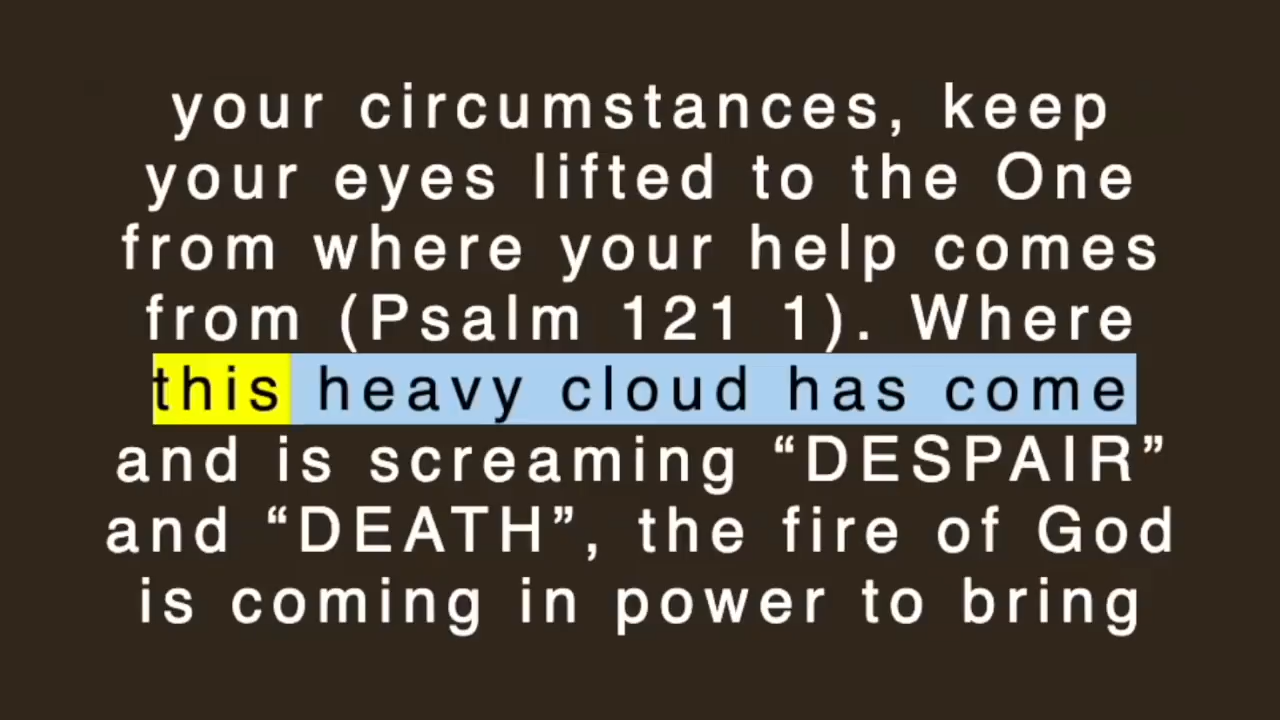 your circumstances, keep
your eyes lifted to the One
from where your help comes
from (Psalm 121 1). Where
this heavy cloud has come
and is screaming “DESPAIR”
and “DEATH”, the fire of God
is coming in power to bring